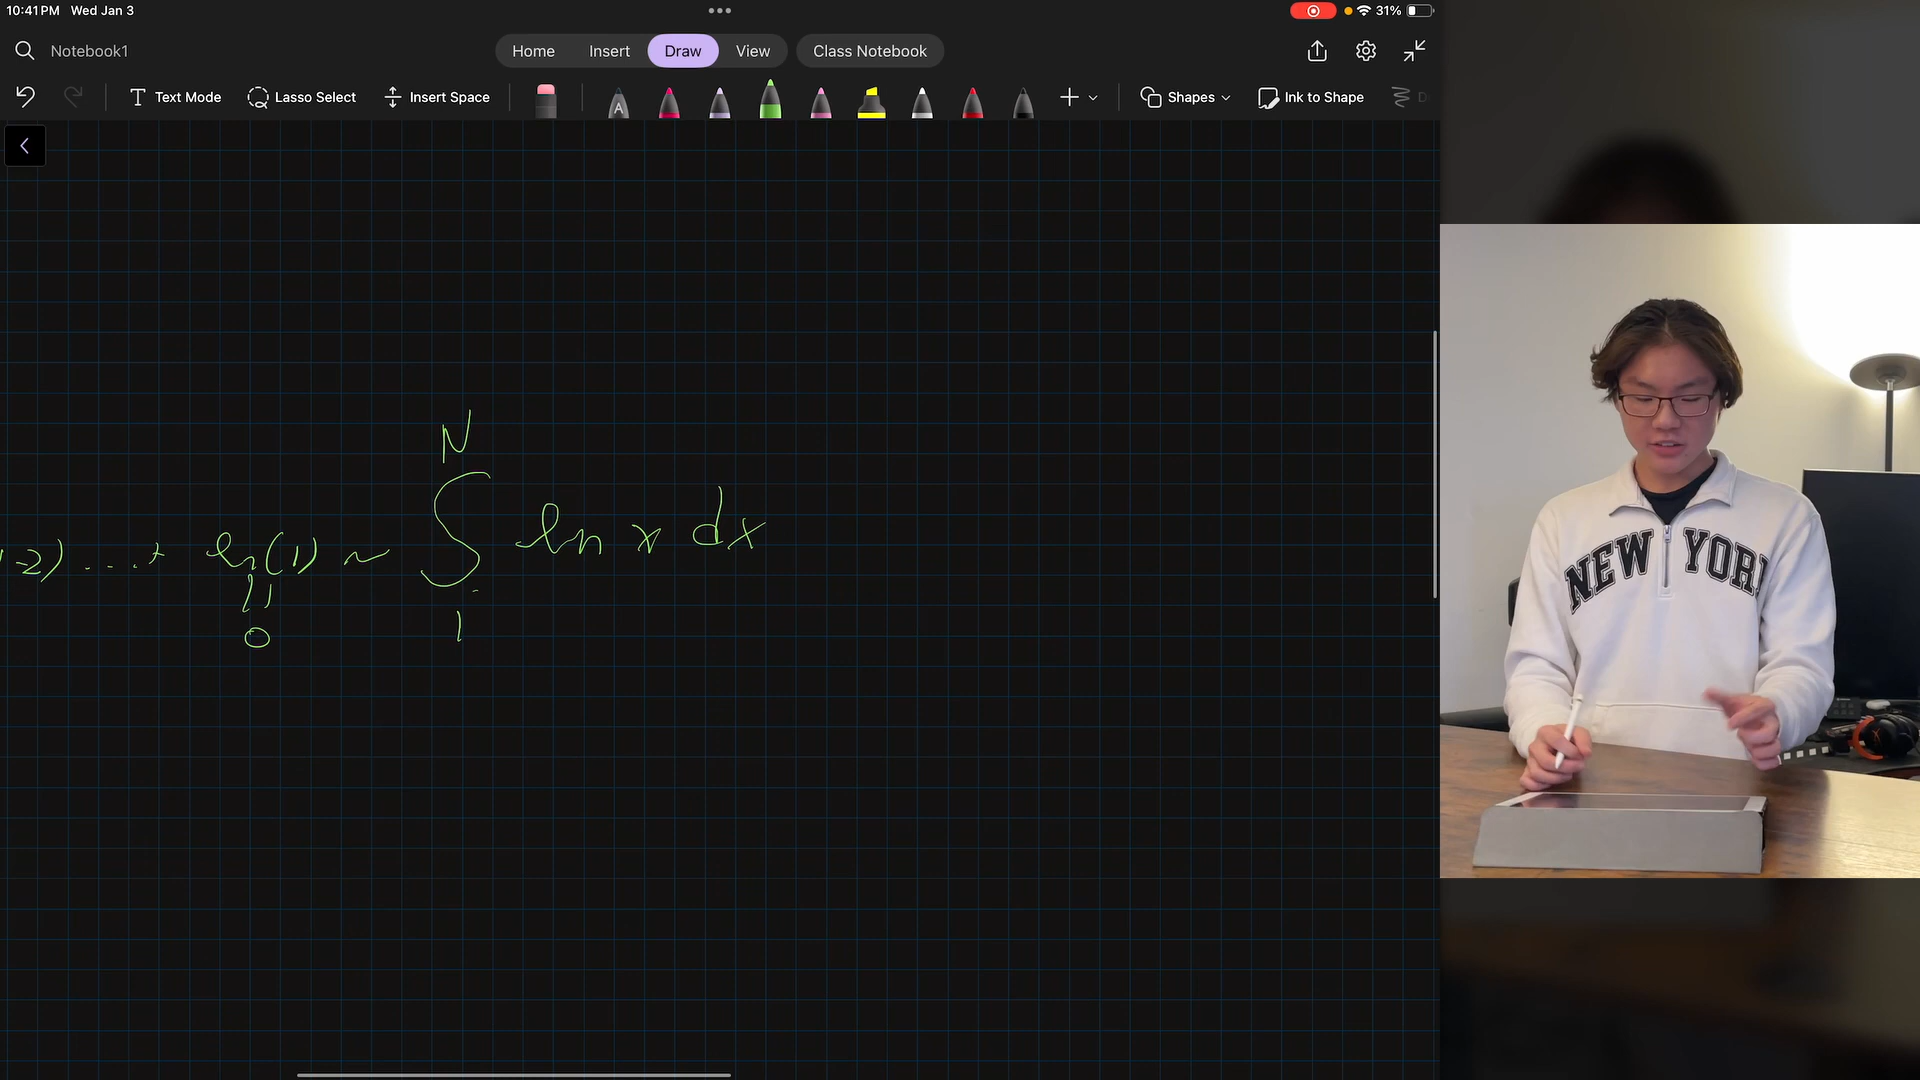 10:41 PM Wed Jan 3
31%
Notebook1
Home Insert Draw View Class Notebook
Text Mode Lasso Select Insert Space A Shapes Ink to Shape D
N
-2) ....+ ln(1) ~ ∫ ln x dx
1
0
NEW YORK